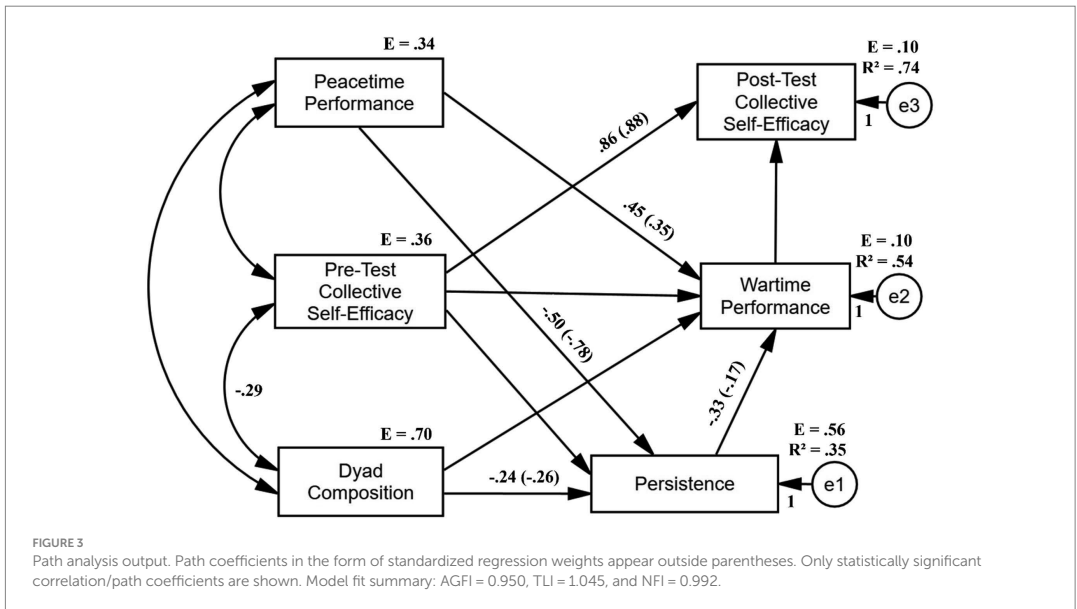 E = .34
Peacetime
Performance
E = .10
R² = .74
Post-Test
Collective
Self-Efficacy
1
e3
.86 (.88)
.45 (.35)
E = .36
Pre-Test
Collective
Self-Efficacy
E = .10
R² = .54
Wartime
Performance
1
e2
-.50 (-.78)
-.29
-.33 (-.17)
E = .70
Dyad
Composition
-.24 (-.26)
E = .56
R² = .35
Persistence
1
e1
FIGURE 3
Path analysis output. Path coefficients in the form of standardized regression weights appear outside parentheses. Only statistically significant
correlation/path coefficients are shown. Model fit summary: AGFI = 0.950, TLI = 1.045, and NFI = 0.992.